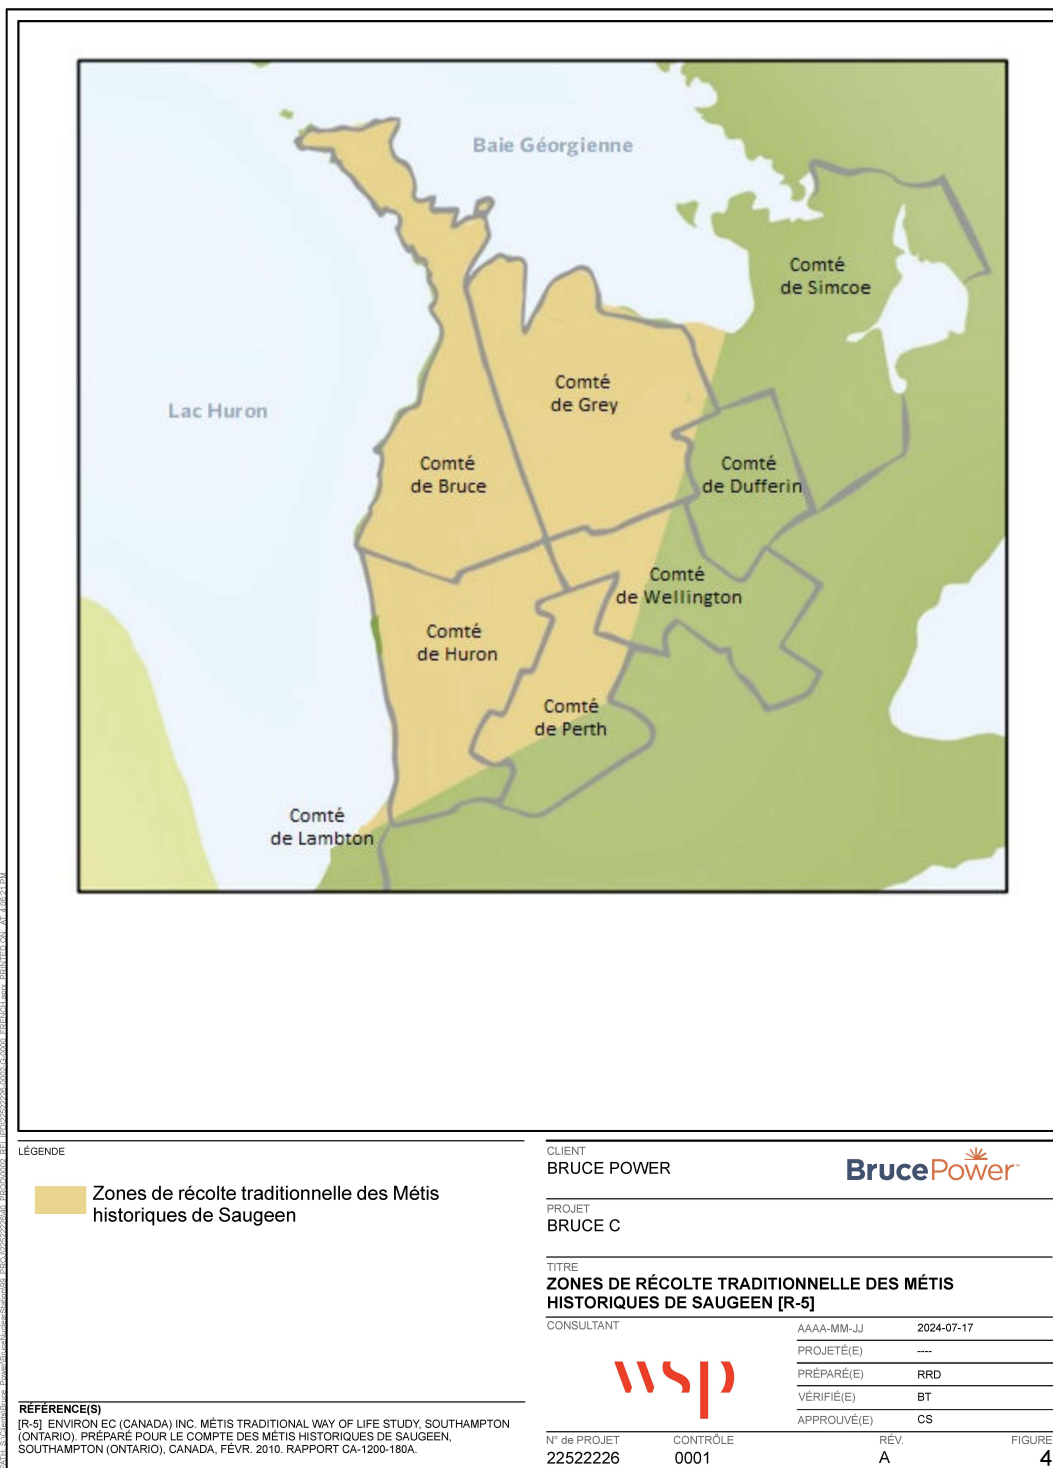 Baie Géorgienne
Comté
de Simcoe
Lac Huron
Comté
de Grey
Comté
de Bruce
Comté
de Dufferin
Comté
de Wellington
Comté
de Huron
Comté
de Perth
Comté
de Lambton
LÉGENDE
Zones de récolte traditionnelle des Métis
historiques de Saugeen
RÉFÉRENCE(S)
[R-5] ENVIRON EC (CANADA) INC. MÉTIS TRADITIONAL WAY OF LIFE STUDY, SOUTHAMPTON
(ONTARIO). PRÉPARÉ POUR LE COMPTE DES MÉTIS HISTORIQUES DE SAUGEEN,
SOUTHAMPTON (ONTARIO), CANADA, FÉVR. 2010. RAPPORT CA-1200-180A.
CLIENT
BRUCE POWER
BrucePower
PROJET
BRUCE C
TITRE
ZONES DE RÉCOLTE TRADITIONNELLE DES MÉTIS
HISTORIQUES DE SAUGEEN [R-5]
CONSULTANT
wsp
AAAA-MM-JJ 2024-07-17
PROJETÉ(E) ----
PRÉPARÉ(E) RRD
VÉRIFIÉ(E) BT
APPROUVÉ(E) CS
N° de PROJET CONTRÔLE RÉV. FIGURE
22522226 0001 A 4